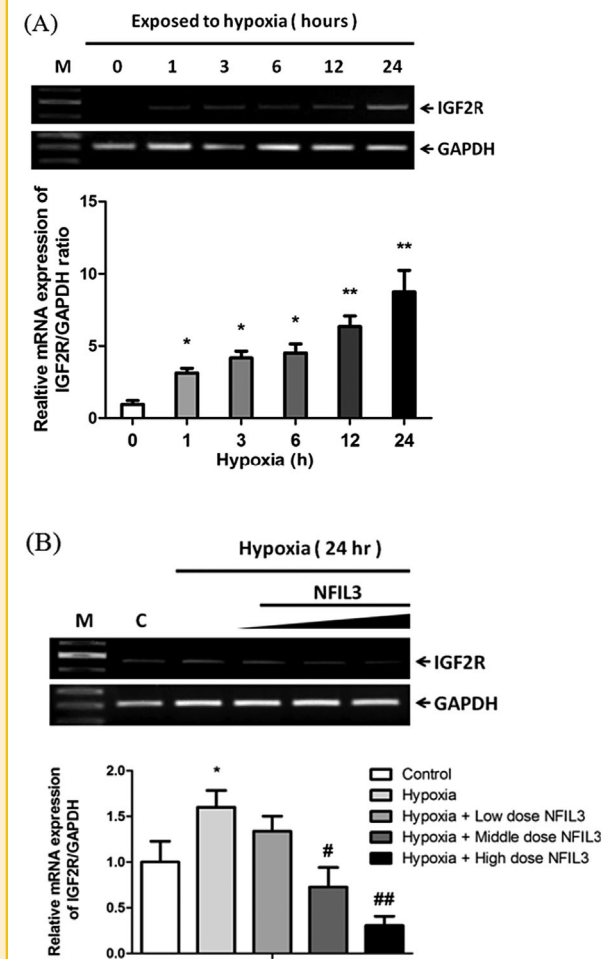 (A)
Exposed to hypoxia ( hours )
M 0 1 3 6 12 24
←IGF2R
←GAPDH
Realtive mRNA expression of
IGF2R/GAPDH ratio
15
10
5
0
* * * ** **
0 1 3 6 12 24
Hypoxia (h)
(B)
Hypoxia ( 24 hr )
NFIL3
M C
←IGF2R
←GAPDH
Relative mRNA expression
of IGF2R/GAPDH
2.0
1.5
1.0
0.5
0.0
* # ##
Control
Hypoxia
Hypoxia + Low dose NFIL3
Hypoxia + Middle dose NFIL3
Hypoxia + High dose NFIL3